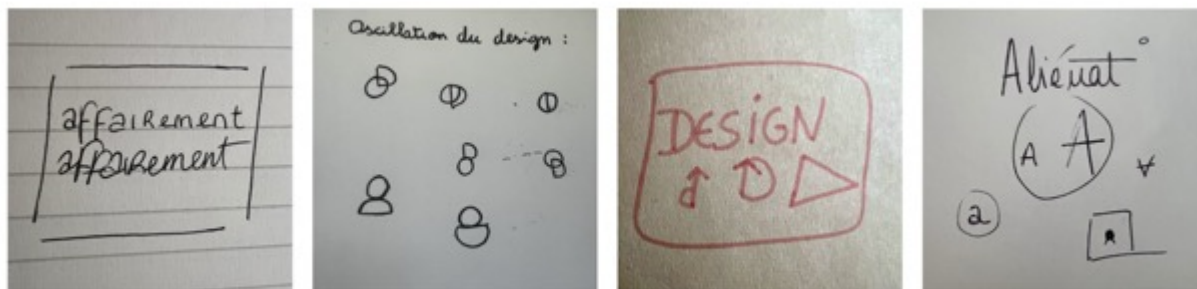 affairement
affairement
Oscillation du design :
DESIGN
Aliénat°
A A
a